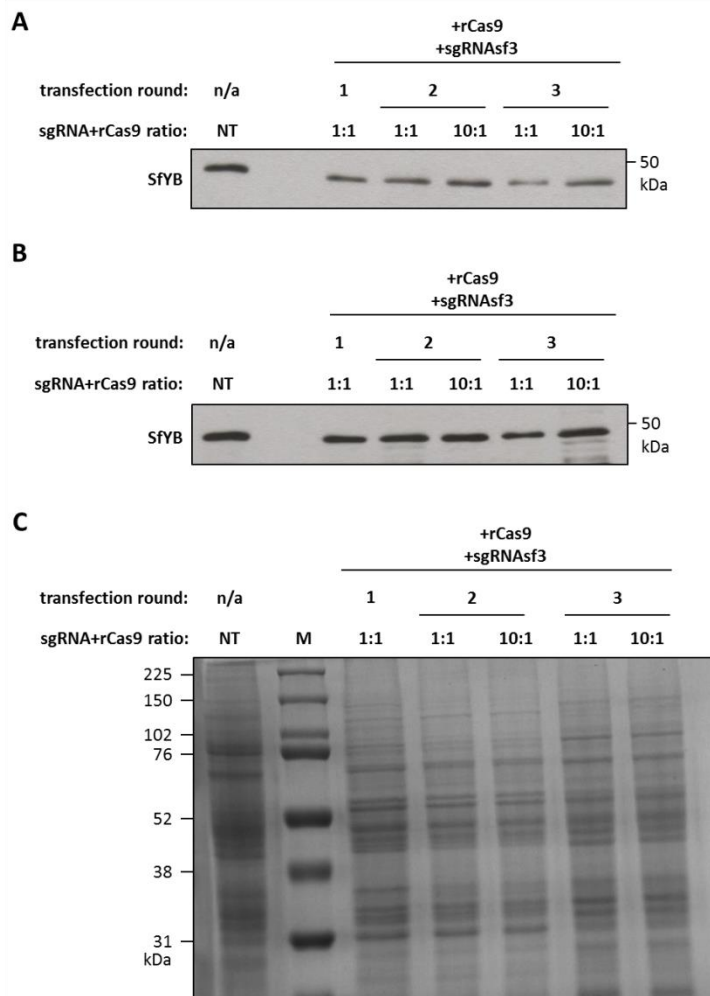 A
+rCas9
+sgRNAsf3
transfection round: n/a 1 2 3
sgRNA+rCas9 ratio: NT 1:1 1:1 10:1 1:1 10:1
SfYB 50
kDa
B
+rCas9
+sgRNAsf3
transfection round: n/a 1 2 3
sgRNA+rCas9 ratio: NT 1:1 1:1 10:1 1:1 10:1
SfYB 50
kDa
C
+rCas9
+sgRNAsf3
transfection round: n/a 1 2 3
sgRNA+rCas9 ratio: NT M 1:1 1:1 10:1 1:1 10:1
225
150
102
76
52
38
31
kDa